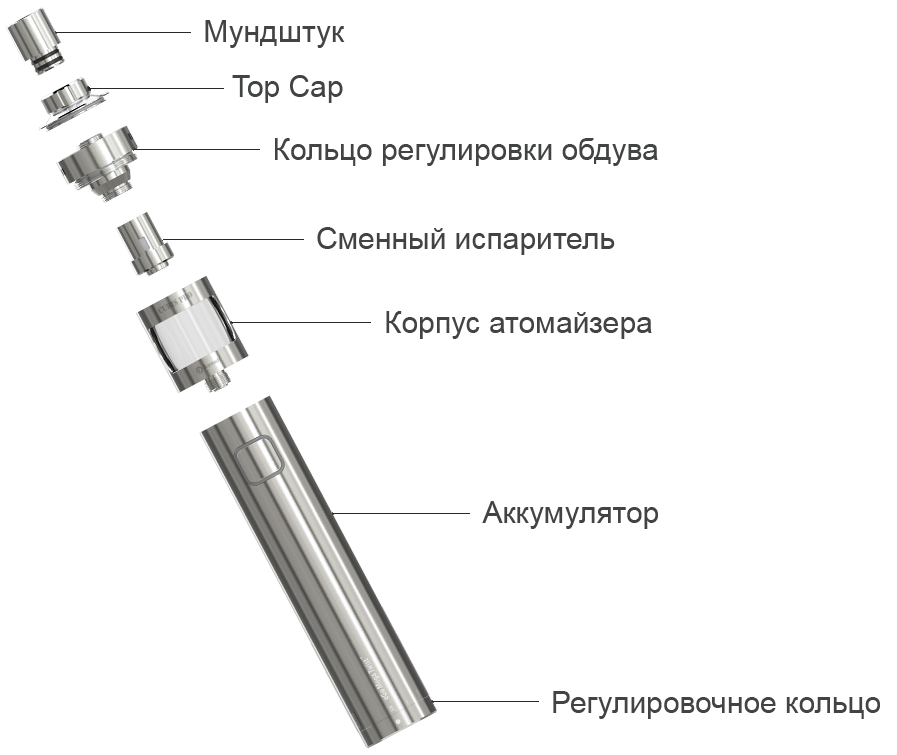 Мундштук
Top Cap
Кольцо регулировки обдува
Сменный испаритель
Корпус атомайзера
Аккумулятор
Регулировочное кольцо